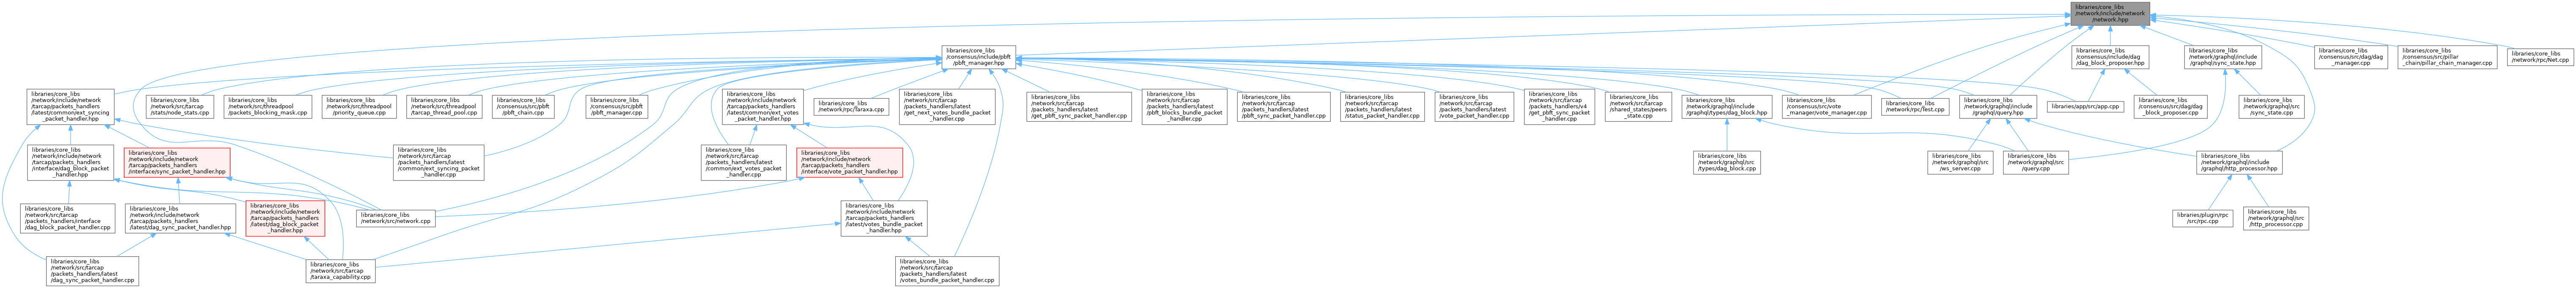 libraries/core_libs
/network/include/network
/network.hpp
libraries/core_libs
/consensus/include/pbft
/pbft_manager.hpp
libraries/core_libs
/consensus/include/dag
/dag_block_proposer.hpp
libraries/core_libs
/network/graphql/include
/graphql/sync_state.hpp
libraries/core_libs
/consensus/src/dag/dag
_manager.cpp
libraries/core_libs
/consensus/src/pillar
_chain/pillar_chain_manager.cpp
libraries/core_libs
/network/rpc/Net.cpp
libraries/core_libs
/network/include/network
/tarcap/packets_handlers
/latest/common/ext_syncing
_packet_handler.hpp
libraries/core_libs
/network/src/tarcap
/stats/node_stats.cpp
libraries/core_libs
/network/src/threadpool
/packets_blocking_mask.cpp
libraries/core_libs
/network/src/threadpool
/priority_queue.cpp
libraries/core_libs
/network/src/threadpool
/tarcap_thread_pool.cpp
libraries/core_libs
/consensus/src/pbft
/pbft_chain.cpp
libraries/core_libs
/consensus/src/pbft
/pbft_manager.cpp
libraries/core_libs
/network/include/network
/tarcap/packets_handlers
/latest/common/ext_votes
_packet_handler.hpp
libraries/core_libs
/network/rpc/Taraxa.cpp
libraries/core_libs
/network/src/tarcap
/packets_handlers/latest
/get_next_votes_bundle_packet
_handler.cpp
libraries/core_libs
/network/src/tarcap
/packets_handlers/latest
/get_pbft_sync_packet_handler.cpp
libraries/core_libs
/network/src/tarcap
/packets_handlers/latest
/pbft_blocks_bundle_packet
_handler.cpp
libraries/core_libs
/network/src/tarcap
/packets_handlers/latest
/pbft_sync_packet_handler.cpp
libraries/core_libs
/network/src/tarcap
/packets_handlers/latest
/status_packet_handler.cpp
libraries/core_libs
/network/src/tarcap
/packets_handlers/latest
/vote_packet_handler.cpp
libraries/core_libs
/network/src/tarcap
/packets_handlers/v4
/get_pbft_sync_packet
_handler.cpp
libraries/core_libs
/network/src/tarcap
/shared_states/peers
_state.cpp
libraries/core_libs
/network/graphql/include
/graphql/types/dag_block.hpp
libraries/core_libs
/consensus/src/vote
_manager/vote_manager.cpp
libraries/core_libs
/network/rpc/Test.cpp
libraries/core_libs
/network/graphql/include
/graphql/query.hpp
libraries/app/src/app.cpp
libraries/core_libs
/consensus/src/dag/dag
_block_proposer.cpp
libraries/core_libs
/network/graphql/src
/sync_state.cpp
libraries/core_libs
/network/include/network
/tarcap/packets_handlers
/interface/dag_block_packet
_handler.hpp
libraries/core_libs
/network/include/network
/tarcap/packets_handlers
/interface/sync_packet_handler.hpp
libraries/core_libs
/network/src/tarcap
/packets_handlers/latest
/common/ext_syncing_packet
_handler.cpp
libraries/core_libs
/network/src/tarcap
/packets_handlers/latest
/common/ext_votes_packet
_handler.cpp
libraries/core_libs
/network/include/network
/tarcap/packets_handlers
/interface/vote_packet_handler.hpp
libraries/core_libs
/network/graphql/src
/types/dag_block.cpp
libraries/core_libs
/network/graphql/src
/ws_server.cpp
libraries/core_libs
/network/graphql/src
/query.cpp
libraries/core_libs
/network/graphql/include
/graphql/http_processor.hpp
libraries/core_libs
/network/src/tarcap
/packets_handlers/interface
/dag_block_packet_handler.cpp
libraries/core_libs
/network/include/network
/tarcap/packets_handlers
/latest/dag_sync_packet_handler.hpp
libraries/core_libs
/network/include/network
/tarcap/packets_handlers
/latest/dag_block_packet
_handler.hpp
libraries/core_libs
/network/src/network.cpp
libraries/core_libs
/network/include/network
/tarcap/packets_handlers
/latest/votes_bundle_packet
_handler.hpp
libraries/plugin/rpc
/src/rpc.cpp
libraries/core_libs
/network/graphql/src
/http_processor.cpp
libraries/core_libs
/network/src/tarcap
/packets_handlers/latest
/dag_sync_packet_handler.cpp
libraries/core_libs
/network/src/tarcap
/taraxa_capability.cpp
libraries/core_libs
/network/src/tarcap
/packets_handlers/latest
/votes_bundle_packet_handler.cpp